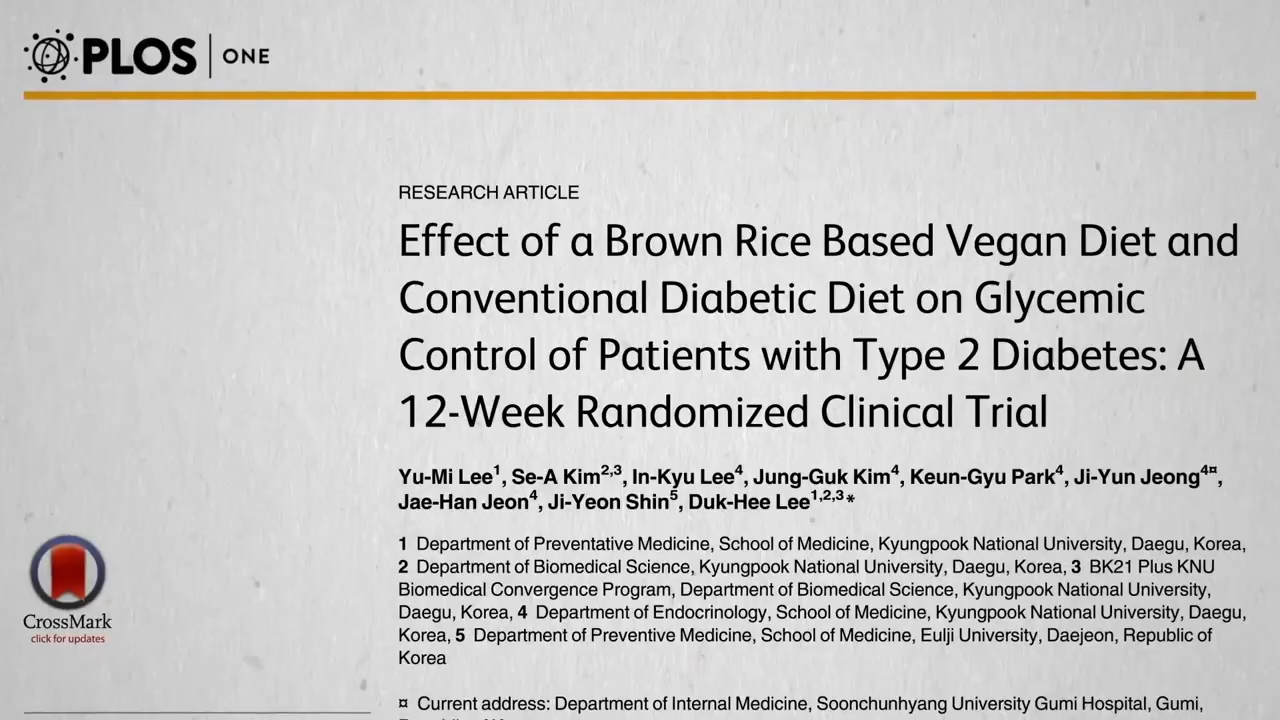 PLOS | ONE
RESEARCH ARTICLE
Effect of a Brown Rice Based Vegan Diet and
Conventional Diabetic Diet on Glycemic
Control of Patients with Type 2 Diabetes: A
12-Week Randomized Clinical Trial
Yu-Mi Lee1, Se-A Kim2,3, In-Kyu Lee4, Jung-Guk Kim4, Keun-Gyu Park4, Ji-Yun Jeong4¤,
Jae-Han Jeon4, Ji-Yeon Shin5, Duk-Hee Lee1,2,3*
1 Department of Preventative Medicine, School of Medicine, Kyungpook National University, Daegu, Korea,
2 Department of Biomedical Science, Kyungpook National University, Daegu, Korea, 3 BK21 Plus KNU
Biomedical Convergence Program, Department of Biomedical Science, Kyungpook National University,
Daegu, Korea, 4 Department of Endocrinology, School of Medicine, Kyungpook National University, Daegu,
Korea, 5 Department of Preventive Medicine, School of Medicine, Eulji University, Daejeon, Republic of
Korea
CrossMark
click for updates
¤ Current address: Department of Internal Medicine, Soonchunhyang University Gumi Hospital, Gumi,